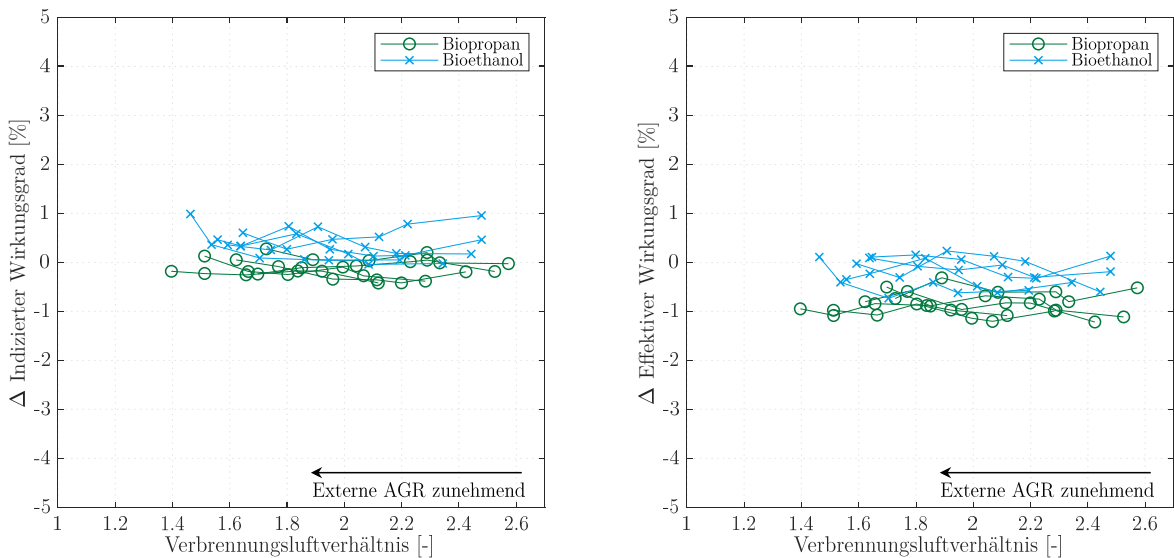 5
4
3
2
1
0
-1
-2
-3
-4
-5
Δ Indizierter Wirkungsgrad [%]
Biopropan
Bioethanol
Externe AGR zunehmend
1 1.2 1.4 1.6 1.8 2 2.2 2.4 2.6
Verbrennungsluftverhältnis [-]
5
4
3
2
1
0
-1
-2
-3
-4
-5
Δ Effektiver Wirkungsgrad [%]
Biopropan
Bioethanol
Externe AGR zunehmend
1 1.2 1.4 1.6 1.8 2 2.2 2.4 2.6
Verbrennungsluftverhältnis [-]